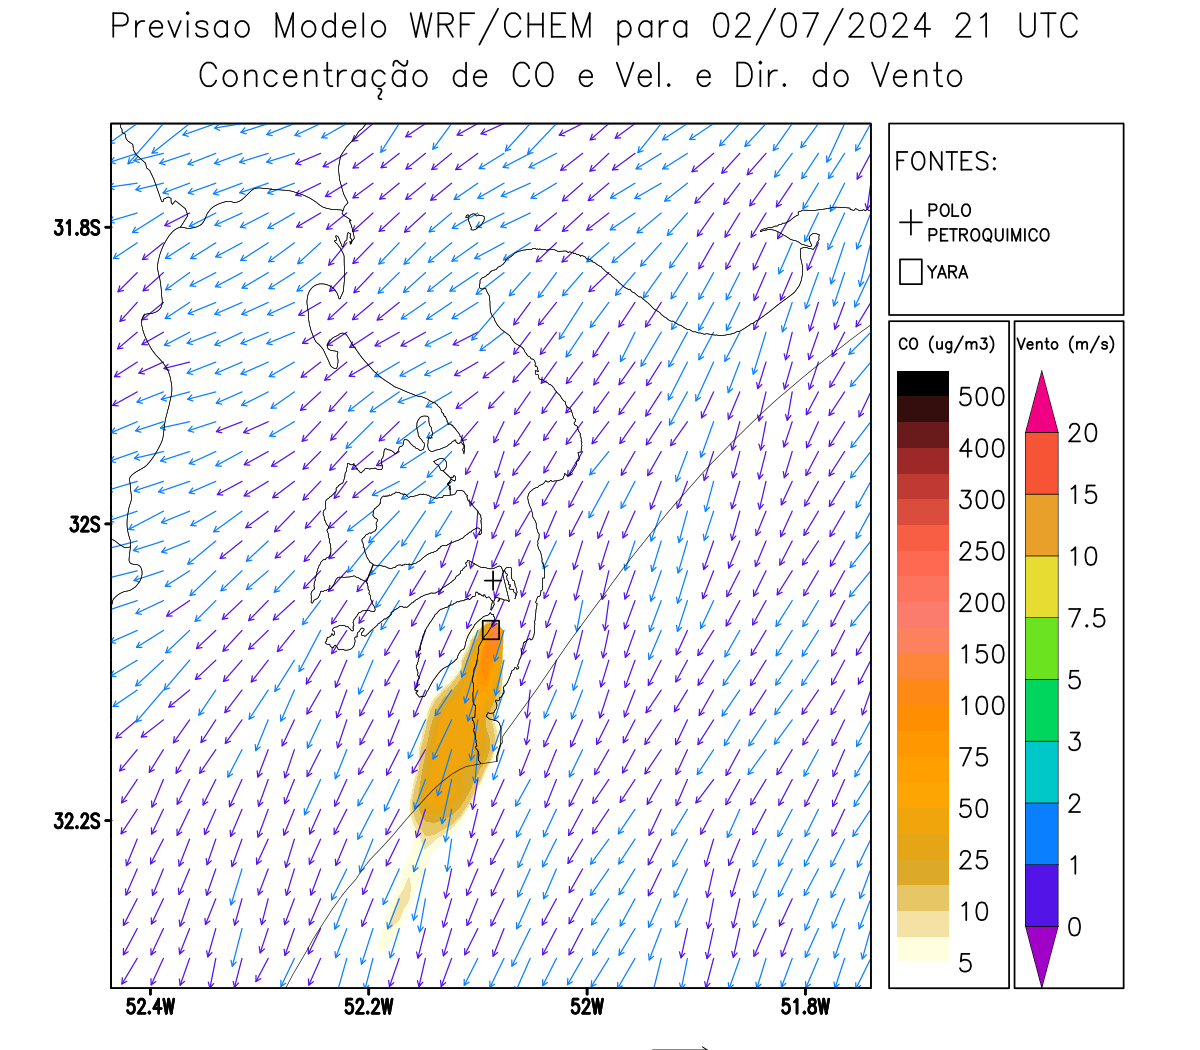 Previsao Modelo WRF/CHEM para 02/07/2024 21 UTC
Concentração de CO e Vel. e Dir. do Vento
FONTES:
POLO
PETROQUIMICO
YARA
CO (ug/m3)
500
400
300
250
200
150
100
75
50
25
10
5
Vento (m/s)
20
15
10
7.5
5
3
2
1
0
31.8S
32S
32.2S
52.4W
52.2W
52W
51.8W